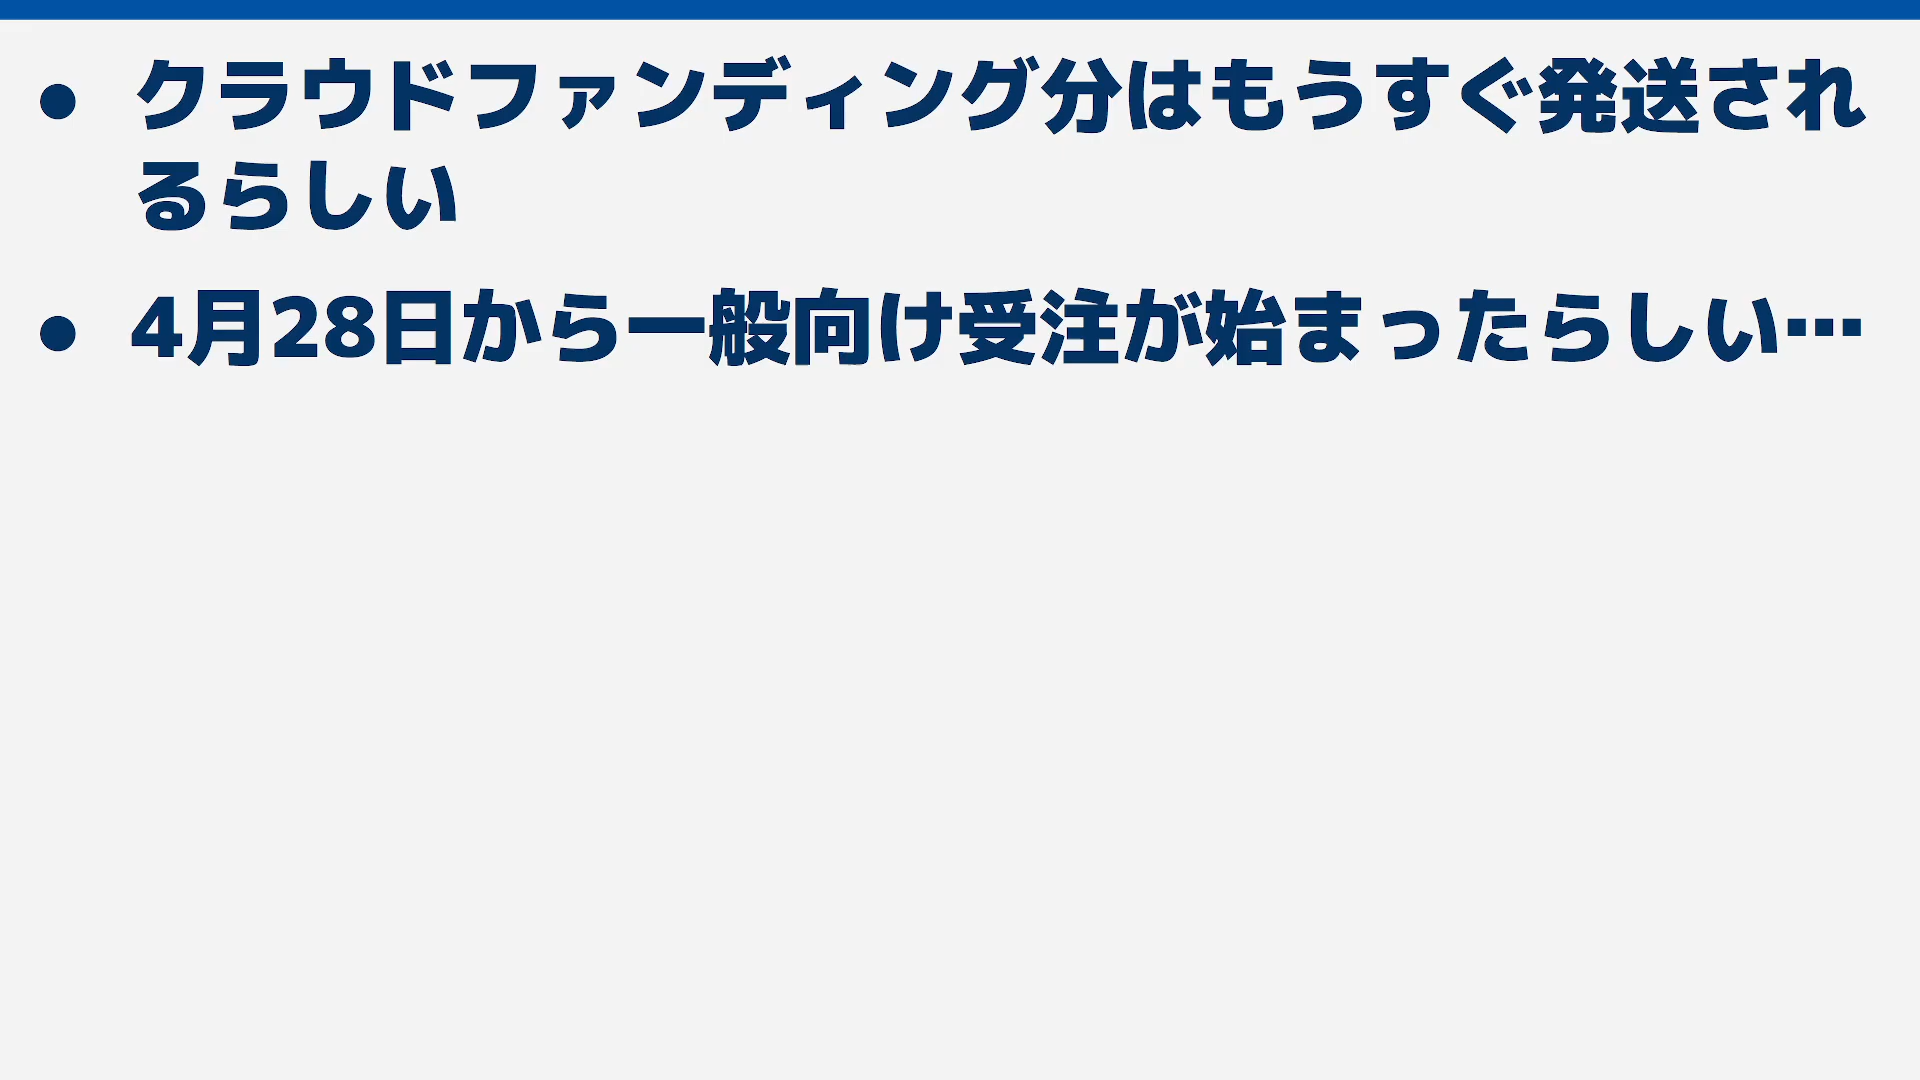 ● クラウドファンディング分はもうすぐ発送され
るらしい
● 4月28日から一般向け受注が始まったらしい…